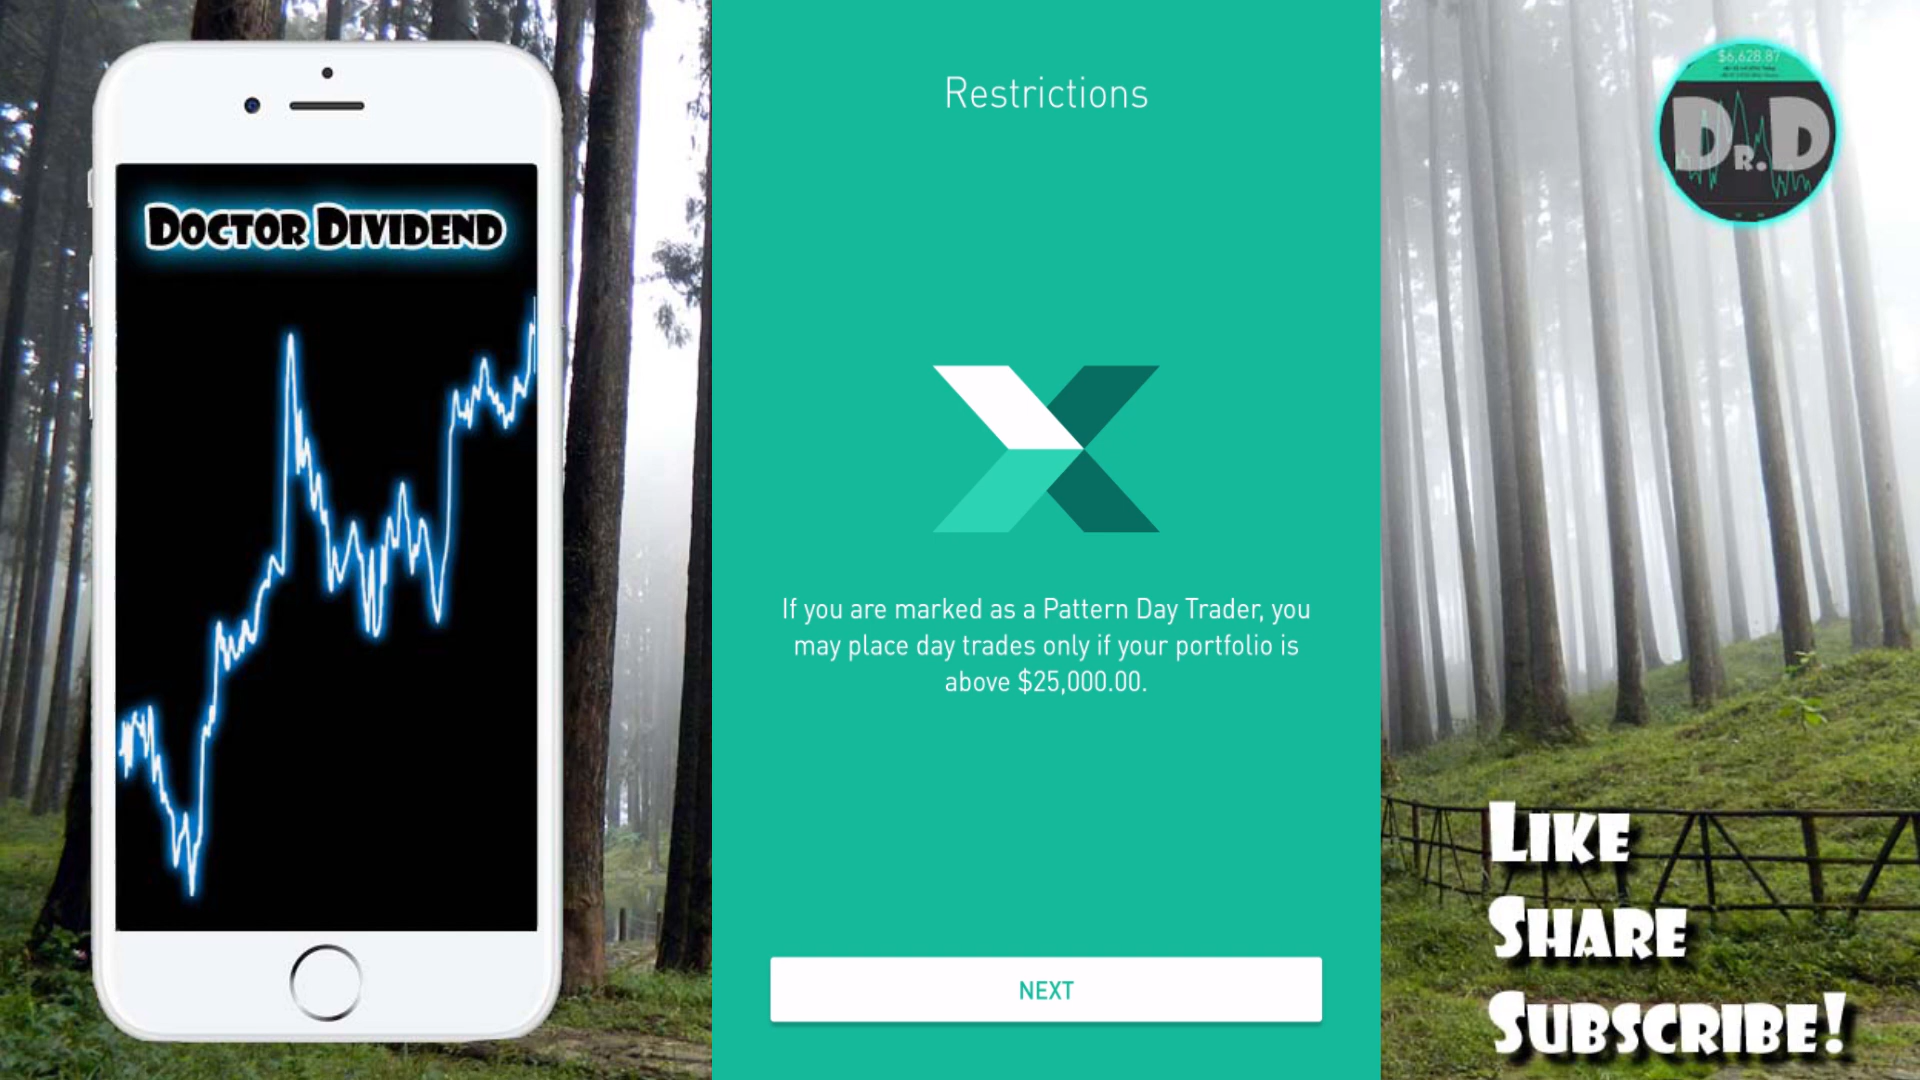 Doctor Dividend
Restrictions
If you are marked as a Pattern Day Trader, you
may place day trades only if your portfolio is
above $25,000.00.
NEXT
$6,628.87
Dr. D
Like
Share
Subscribe!